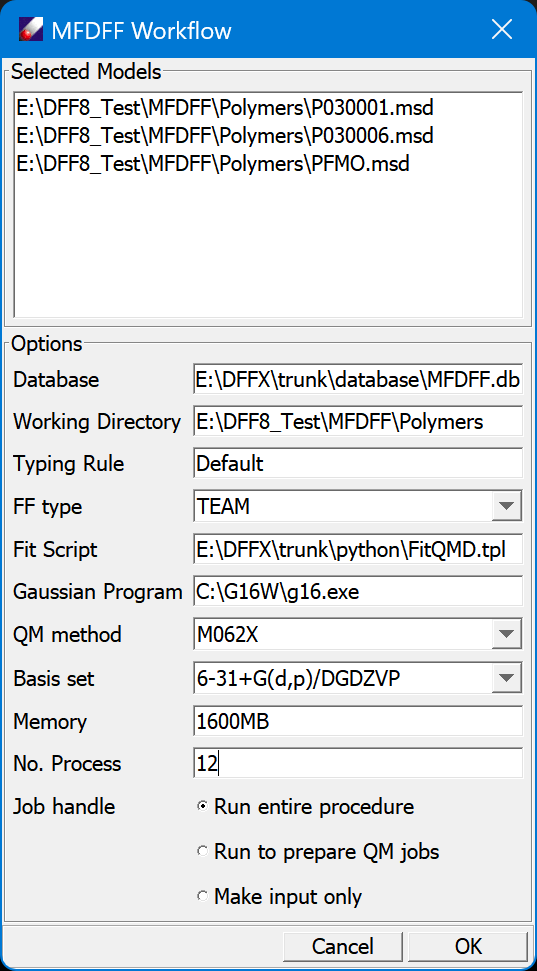 MFDFF Workflow
Selected Models
E:\DFF8_Test\MFDFF\Polymers\P030001.msd
E:\DFF8_Test\MFDFF\Polymers\P030006.msd
E:\DFF8_Test\MFDFF\Polymers\PFMO.msd
Options
Database E:\DFFX\trunk\database\MFDFF.db
Working Directory E:\DFF8_Test\MFDFF\Polymers
Typing Rule Default
FF type TEAM
Fit Script E:\DFFX\trunk\python\FitQMD.tpl
Gaussian Program C:\G16W\g16.exe
QM method M062X
Basis set 6-31+G(d,p)/DGDZVP
Memory 1600MB
No. Process 12
Job handle Run entire procedure
Run to prepare QM jobs
Make input only
Cancel OK